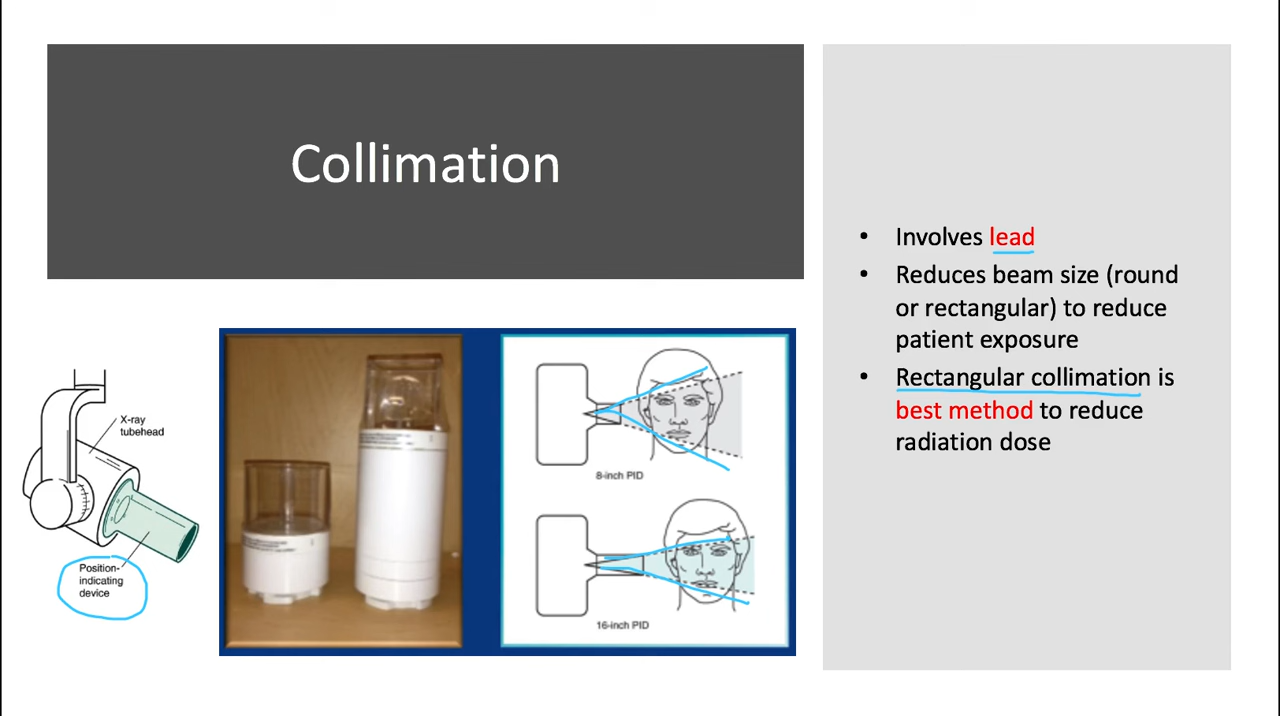 Collimation
• Involves lead
• Reduces beam size (round
or rectangular) to reduce
patient exposure
• Rectangular collimation is
best method to reduce
radiation dose
X-ray
tubehead
Position-
indicating
device
8-inch PID
16-inch PID